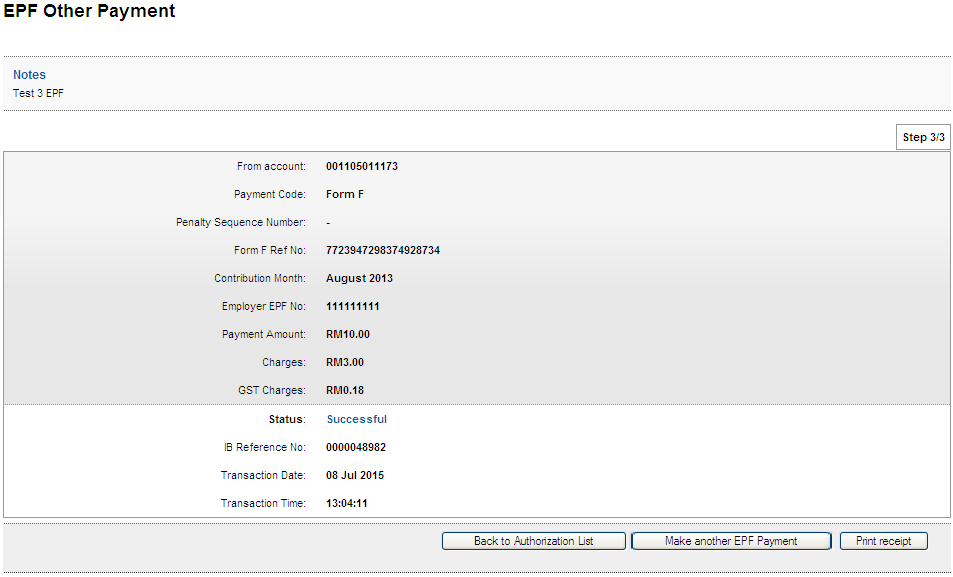 EPF Other Payment
Notes
Test 3 EPF
Step 3/3
From account: 001105011173
Payment Code: Form F
Penalty Sequence Number: -
Form F Ref No: 7723947298374928734
Contribution Month: August 2013
Employer EPF No: 111111111
Payment Amount: RM10.00
Charges: RM3.00
GST Charges: RM0.18
Status: Successful
IB Reference No: 0000048982
Transaction Date: 08 Jul 2015
Transaction Time: 13:04:11
Back to Authorization List Make another EPF Payment Print receipt